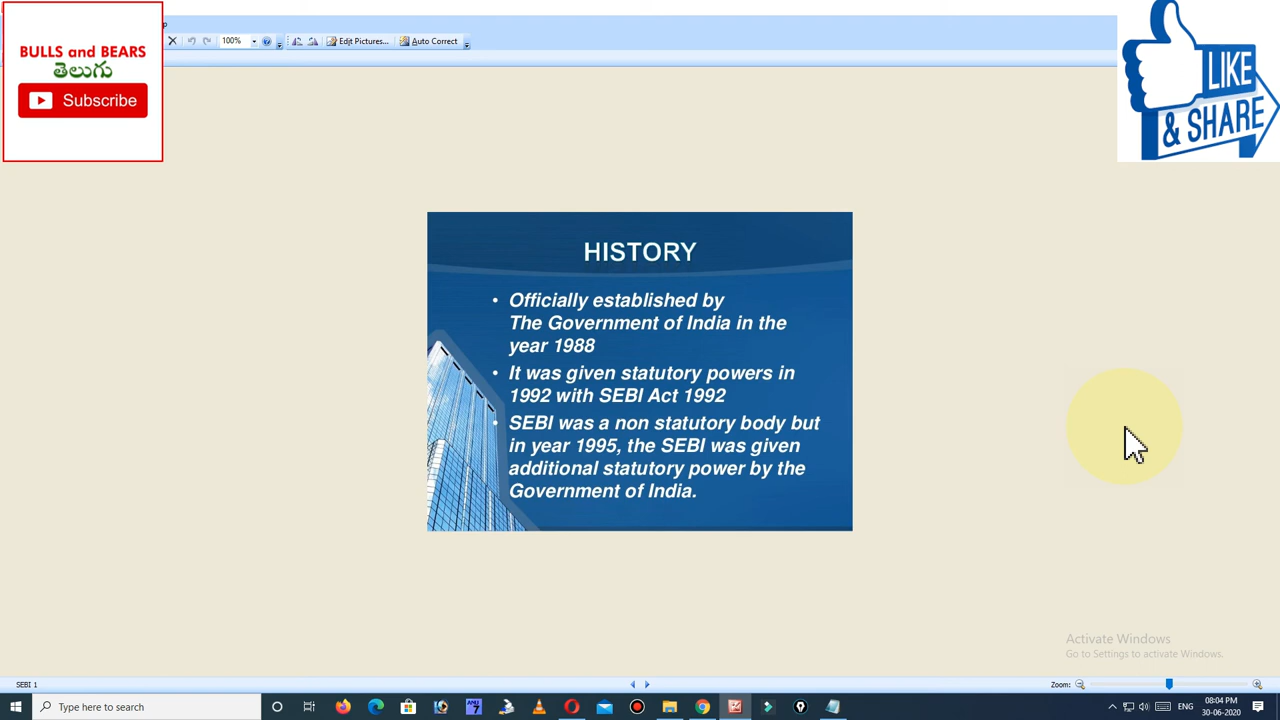 BULLS and BEARS
తెలుగు
Subscribe
100%
Edit Pictures...
Auto Correct
LIKE
& SHARE
HISTORY
• Officially established by
The Government of India in the
year 1988
• It was given statutory powers in
1992 with SEBI Act 1992
• SEBI was a non statutory body but
in year 1995, the SEBI was given
additional statutory power by the
Government of India.
Activate Windows
Go to Settings to activate Windows.
SEBI 1
Zoom:
Type here to search
ENG
08:04 PM
30-06-2020